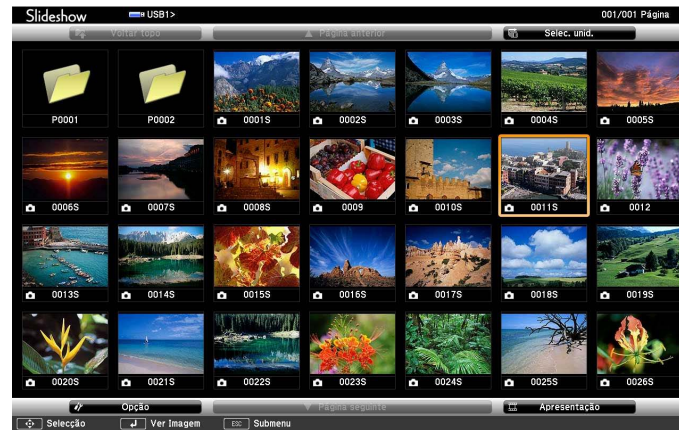 Slideshow USB1> 001/001 Página
Voltar topo Página anterior Selec. unid.
P0001 P0002 0001S 0002S 0003S 0004S 0005S
0006S 0007S 0008S 0009 0010S 0011S 0012
0013S 0014S 0015S 0016S 0017S 0018S 0019S
0020S 0021S 0022S 0023S 0024S 0025S 0026S
Opção Página seguinte Apresentação
Selecção Ver Imagem ESC Submenu